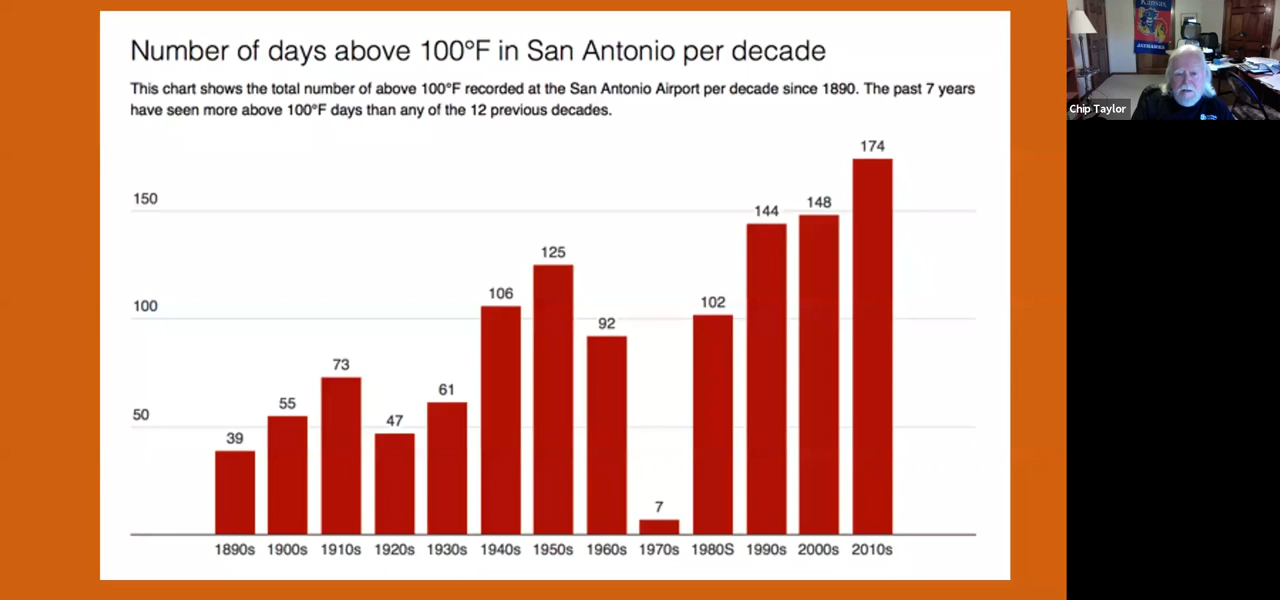 Number of days above 100°F in San Antonio per decade
This chart shows the total number of above 100°F recorded at the San Antonio Airport per decade since 1890. The past 7 years
have seen more above 100°F days than any of the 12 previous decades.
174
150
148
144
125
106
100
102
92
73
61
55
50
47
39
7
1890s 1900s 1910s 1920s 1930s 1940s 1950s 1960s 1970s 1980S 1990s 2000s 2010s
Kansas
JAYHAWKS
Chip Taylor